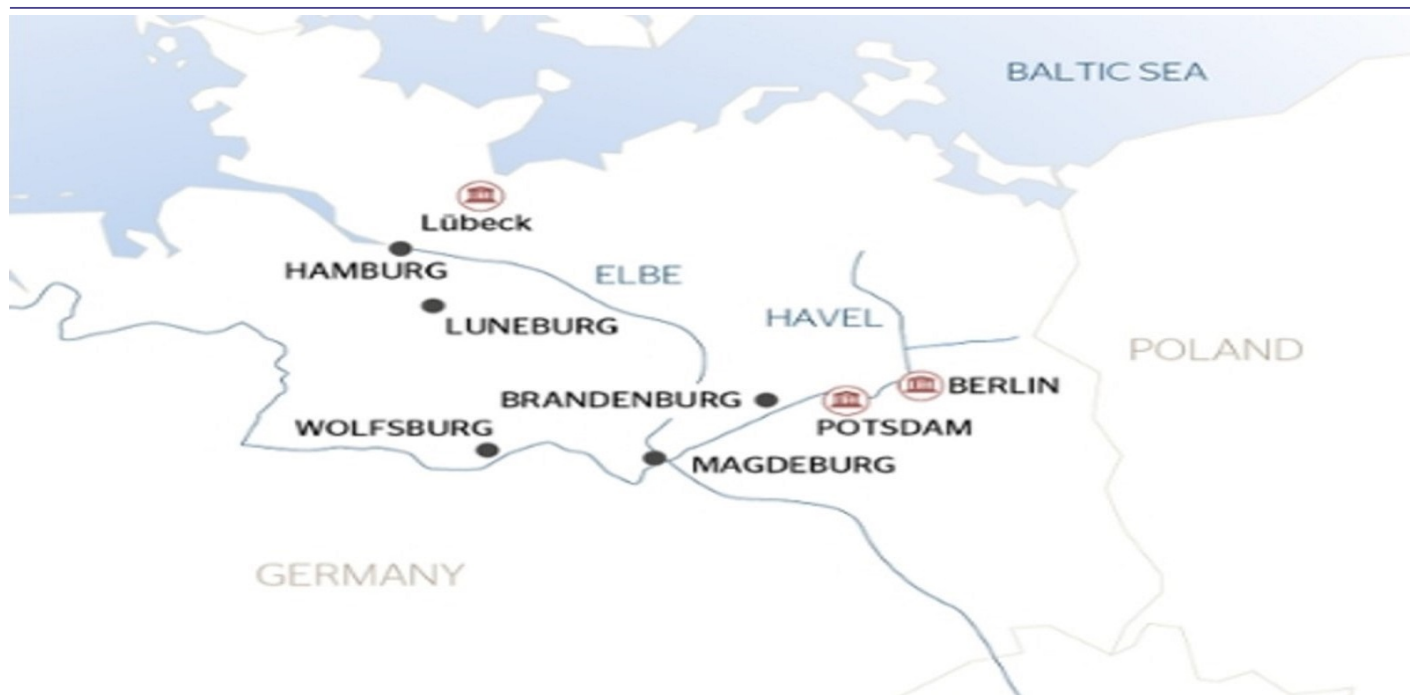 BALTIC SEA
Lübeck
HAMBURG
ELBE
LUNEBURG
HAVEL
POLAND
BERLIN
BRANDENBURG
POTSDAM
WOLFSBURG
MAGDEBURG
GERMANY